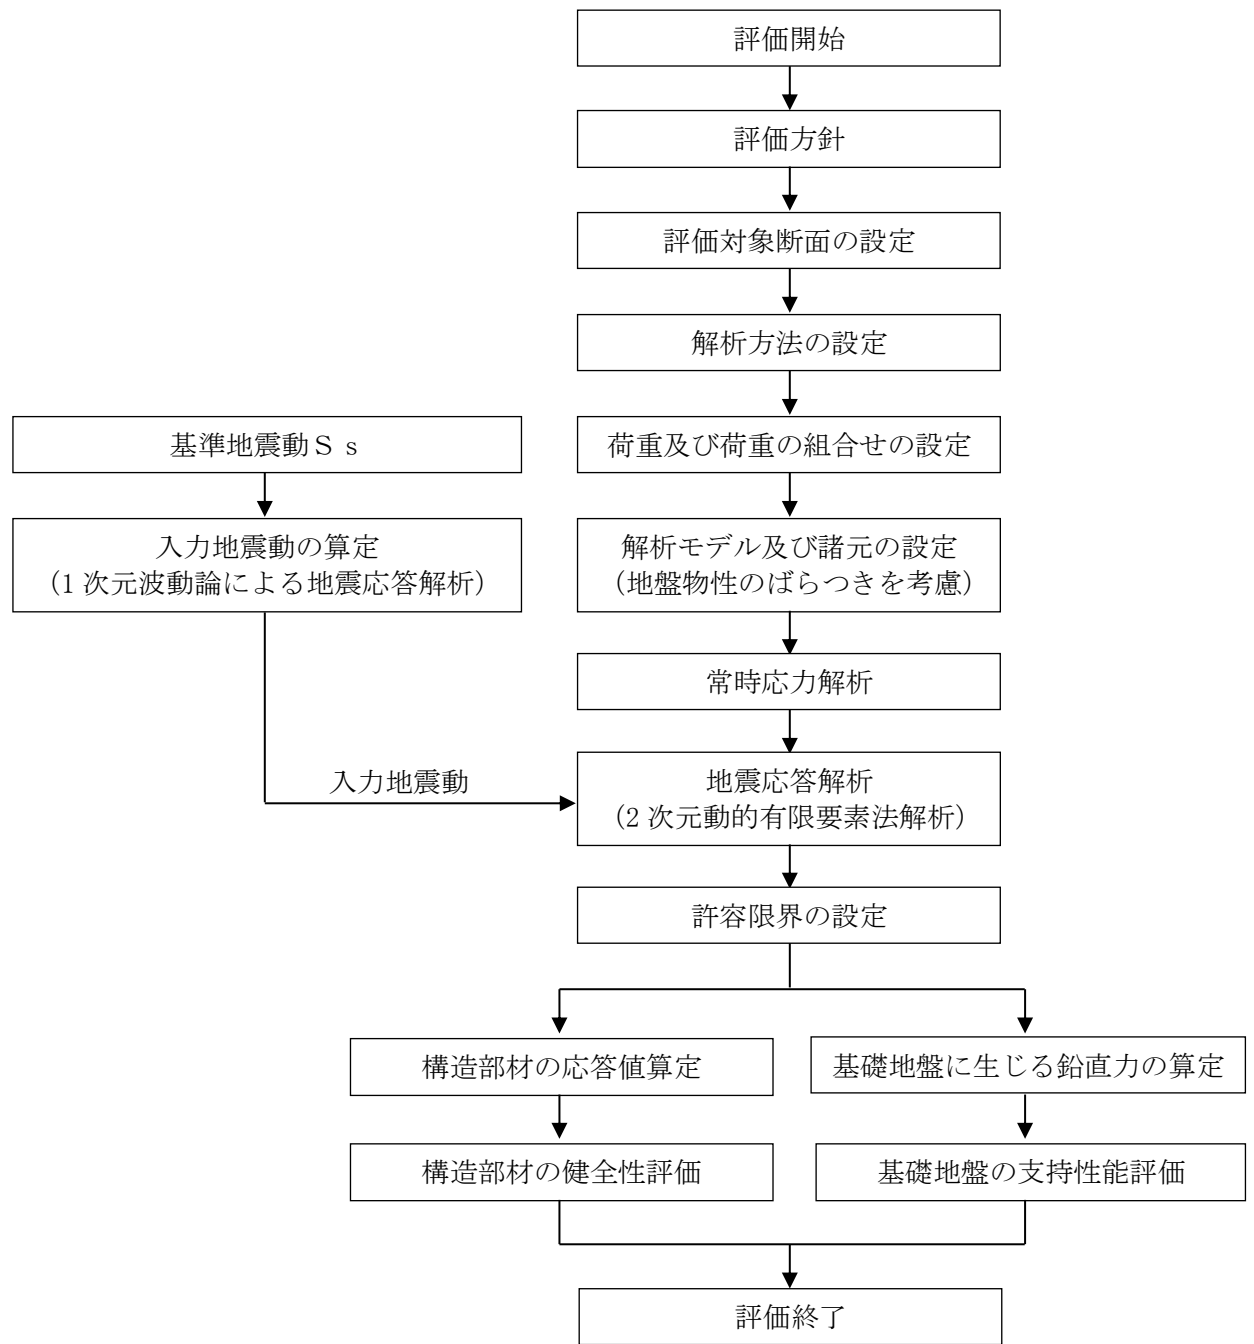 評価開始
評価方針
評価対象断面の設定
解析方法の設定
荷重及び荷重の組合せの設定
基準地震動Ｓｓ
入力地震動の算定
（1 次元波動論による地震応答解析）
解析モデル及び諸元の設定
（地盤物性のばらつきを考慮）
常時応力解析
入力地震動
地震応答解析
（2 次元動的有限要素法解析）
許容限界の設定
構造部材の応答値算定
基礎地盤に生じる鉛直力の算定
構造部材の健全性評価
基礎地盤の支持性能評価
評価終了